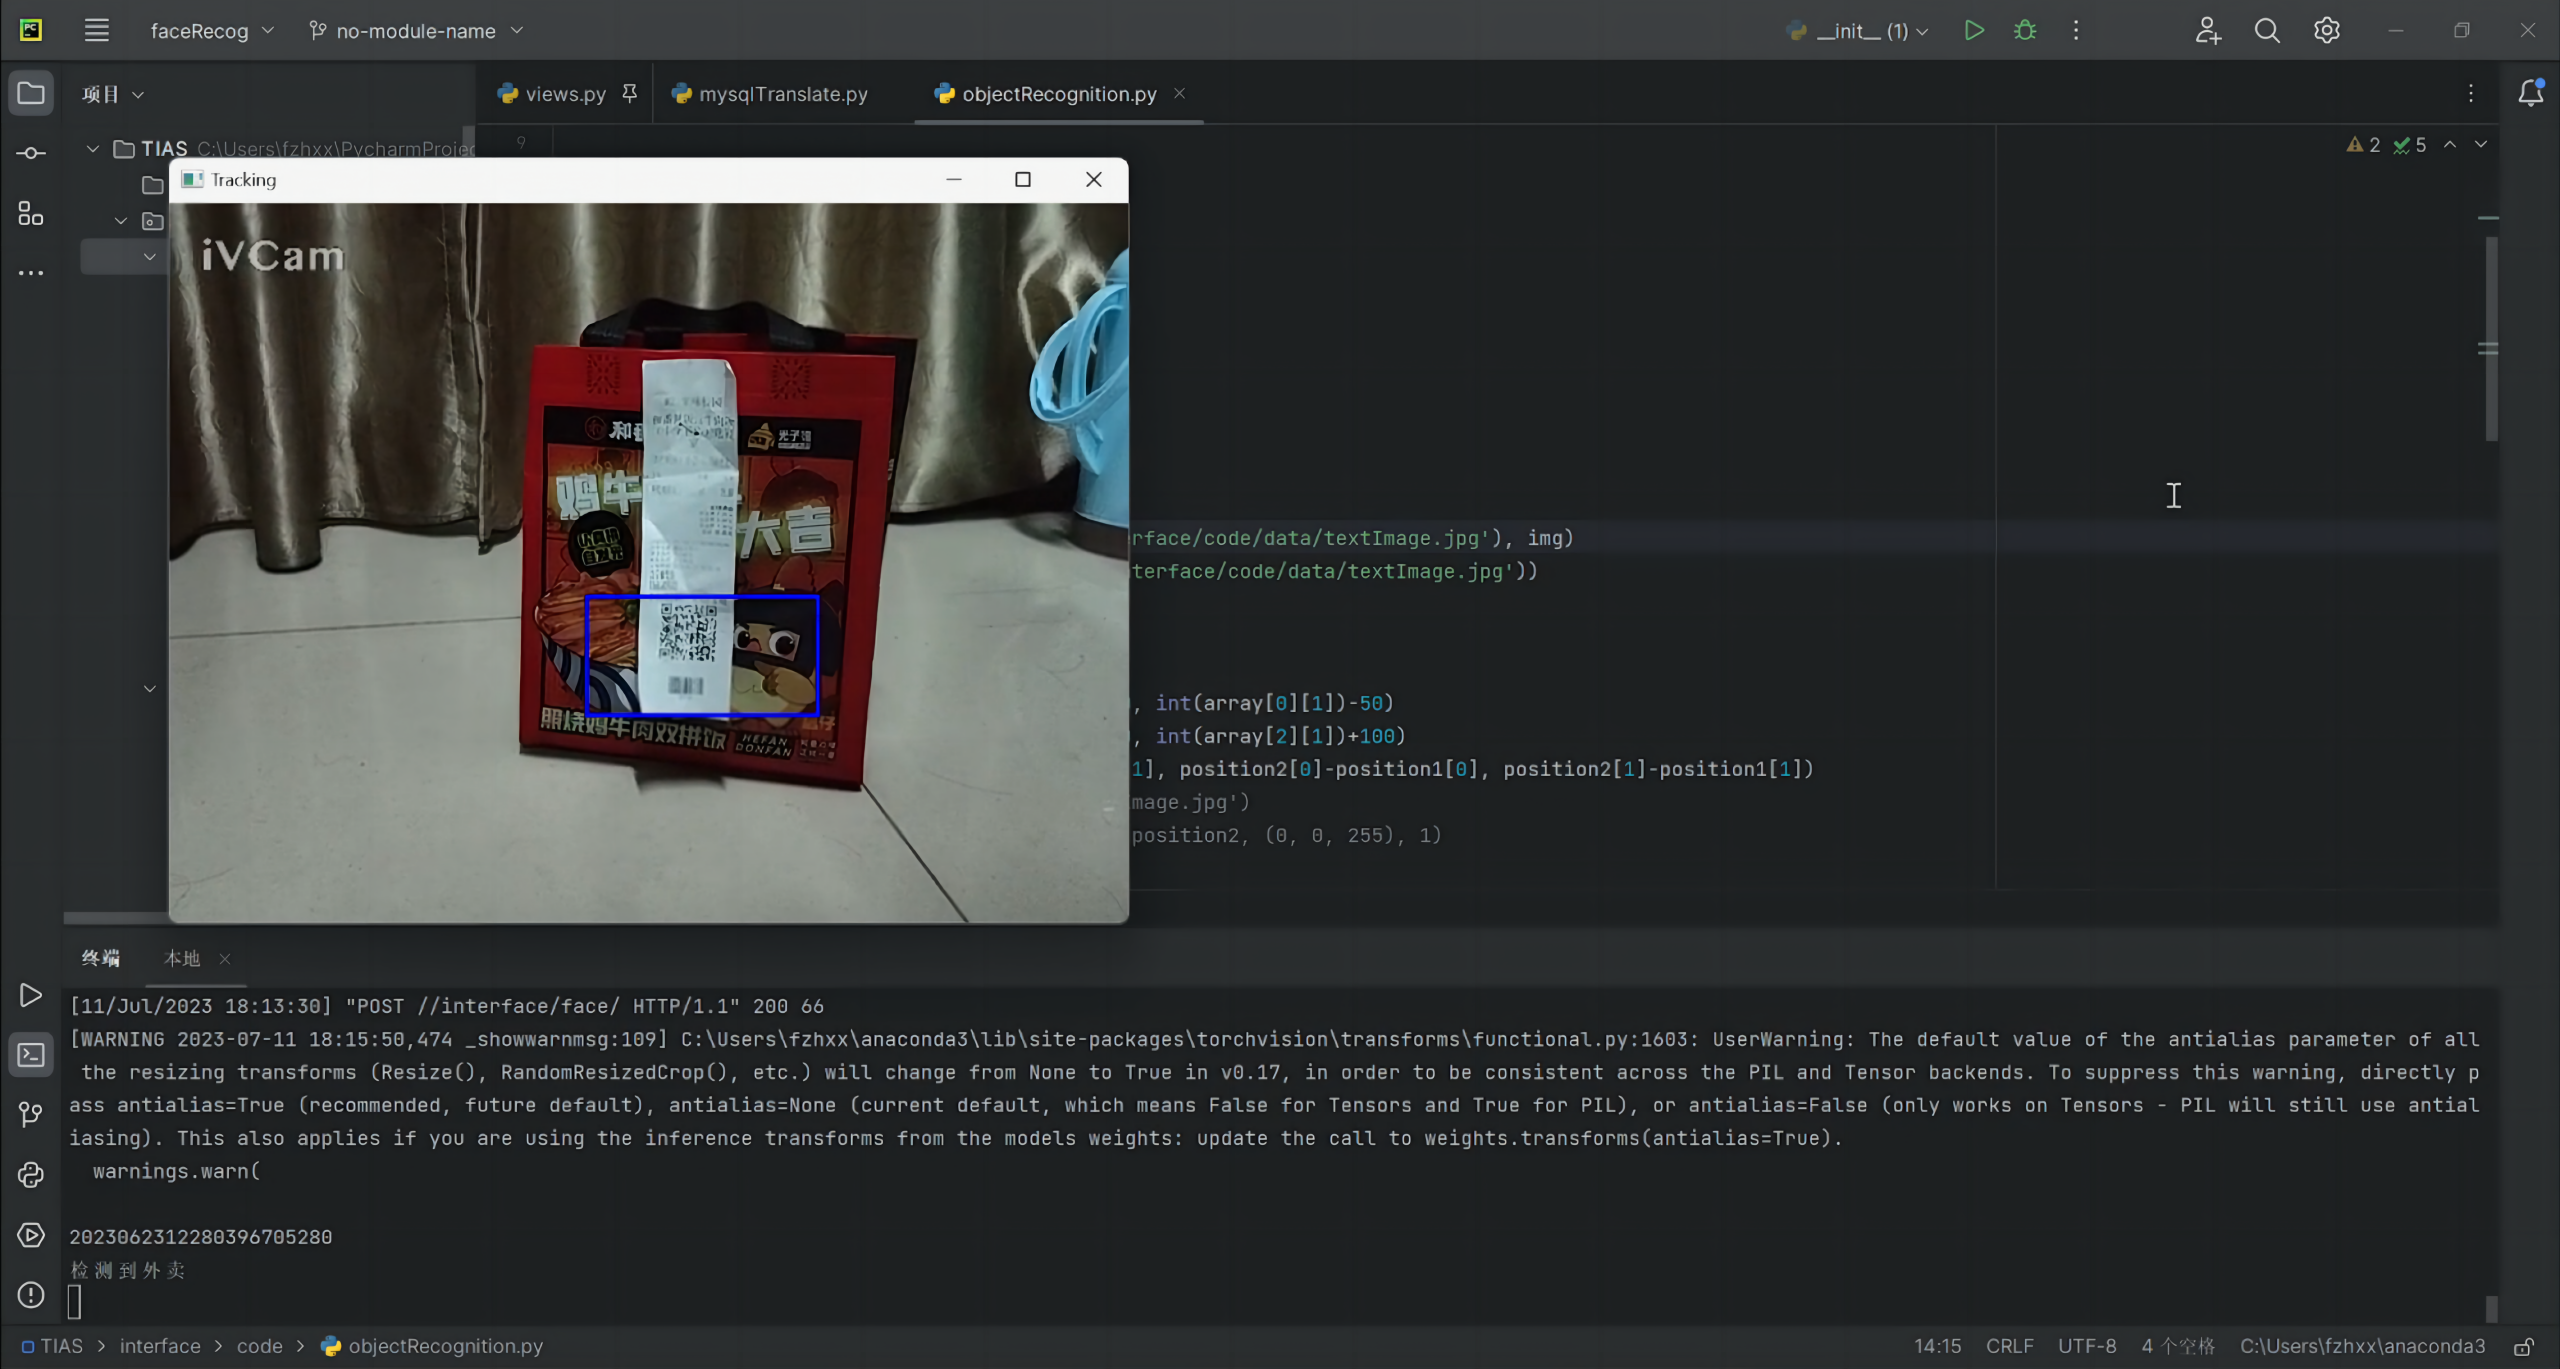 faceRecog
no-module-name
__init__ (1)
项目
views.py
mysqlTranslate.py
objectRecognition.py
TIAS C:\Users\fzhxx\PycharmProjec
9
2
5
Tracking
iVCam
鸡牛
大吉
照烧鸡牛肉双拼饭
HEFAN
DONFAN
rface/code/data/textImage.jpg'), img)
terface/code/data/textImage.jpg'))
, int(array[0][1])-50)
, int(array[2][1])+100)
1], position2[0]-position1[0], position2[1]-position1[1])
mage.jpg')
position2, (0, 0, 255), 1)
终端
本地
[11/Jul/2023 18:13:30] "POST //interface/face/ HTTP/1.1" 200 66
[WARNING 2023-07-11 18:15:50,474 _showwarnmsg:109] C:\Users\fzhxx\anaconda3\lib\site-packages\torchvision\transforms\functional.py:1603: UserWarning: The default value of the antialias parameter of all
the resizing transforms (Resize(), RandomResizedCrop(), etc.) will change from None to True in v0.17, in order to be consistent across the PIL and Tensor backends. To suppress this warning, directly p
ass antialias=True (recommended, future default), antialias=None (current default, which means False for Tensors and True for PIL), or antialias=False (only works on Tensors - PIL will still use antial
iasing). This also applies if you are using the inference transforms from the models weights: update the call to weights.transforms(antialias=True).
warnings.warn(
2023062312280396705280
检测到外卖
TIAS > interface > code > objectRecognition.py
14:15
CRLF
UTF-8
4 个空格
C:\Users\fzhxx\anaconda3